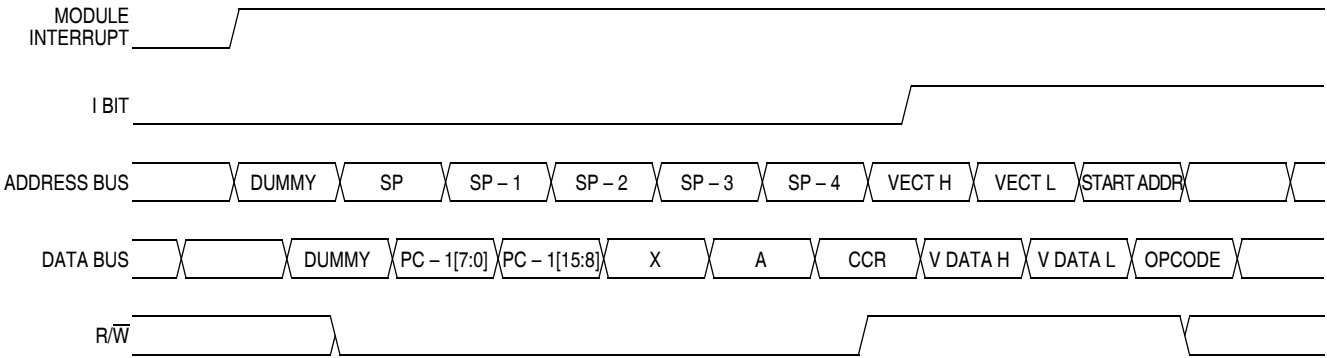 MODULE
INTERRUPT
I BIT
ADDRESS BUS DUMMY SP SP – 1 SP – 2 SP – 3 SP – 4 VECT H VECT L START ADDR
DATA BUS DUMMY PC – 1[7:0] PC – 1[15:8] X A CCR V DATA H V DATA L OPCODE
R/W̅